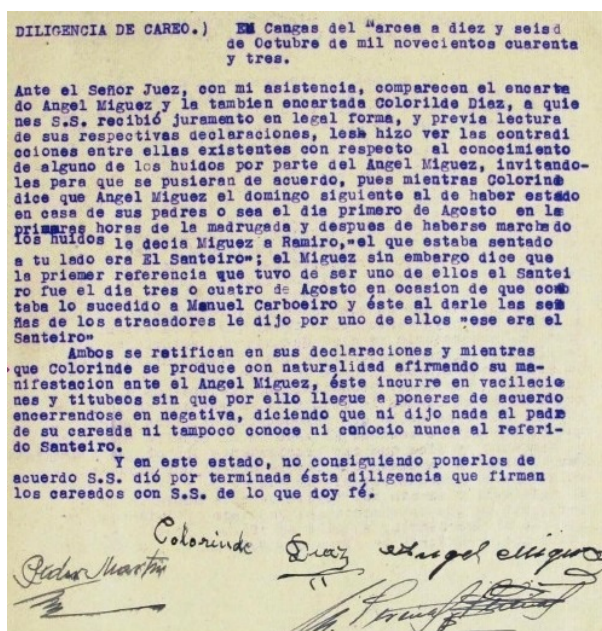 DILIGENCIA DE CAREO.) EM Cangas del Narcea a diez y seisd
de Octubre de mil novecientos cuarenta
y tres.
Ante el Señor Juez, con mi asistencia, comparecen el encarta
do Angel Miguez y la tambien encartada Colorilde Diaz, a quie
nes S.S. recibió juramento en legal forma, y previa lectura
de sus respectivas declaraciones, lesh hizo ver las contradi
cciones entre ellas existentes con respecto al conocimiento
de alguno de los huidos por parte del Angel Miguez, invitando-
les para que se pusieran de acuerdo, pues mientras Colorinde
dice que Angel Miguez el domingo siguiente al de haber estado
en casa de sus padres o sea el dia primero de Agosto en las
primaras horas de la madrugada y despues de haberse marchado
los huidos le decia Miguez a Ramiro,"el que estaba sentado
a tu lado era El Santeiro"; el Miguez sin embargo dice que
la priemer referencia que tuvo de ser uno de ellos el Santei
ro fue el dia tres o cuatro de Agosto en ocasion de que con
taba lo sucedido a Manuel Carboeiro y éste al darle las se
ñas de los atracadores le dijo por uno de ellos "ese era el
Santeiro"
Ambos se retifican en sus declaraciones y mientras
que Colorinde se produce con naturalidad afirmando su ma-
nifestacion ante el Angel Miguez, éste incurre en vacilacio
nes y titubeos sin que por ello llegue a ponerse de acuerdo
encerrandose en negativa, diciendo que ni dijo nada al padre
de su careada ni tampoco conoce ni conocio nunca al referi-
do Santeiro.
Y en este estado, no consiguiendo ponerlos de
acuerdo S.S. dió por terminada ésta diligencia que firman
los careados con S.S. de lo que doy fé.
Colorinde Diaz Angel Miguez
Martin